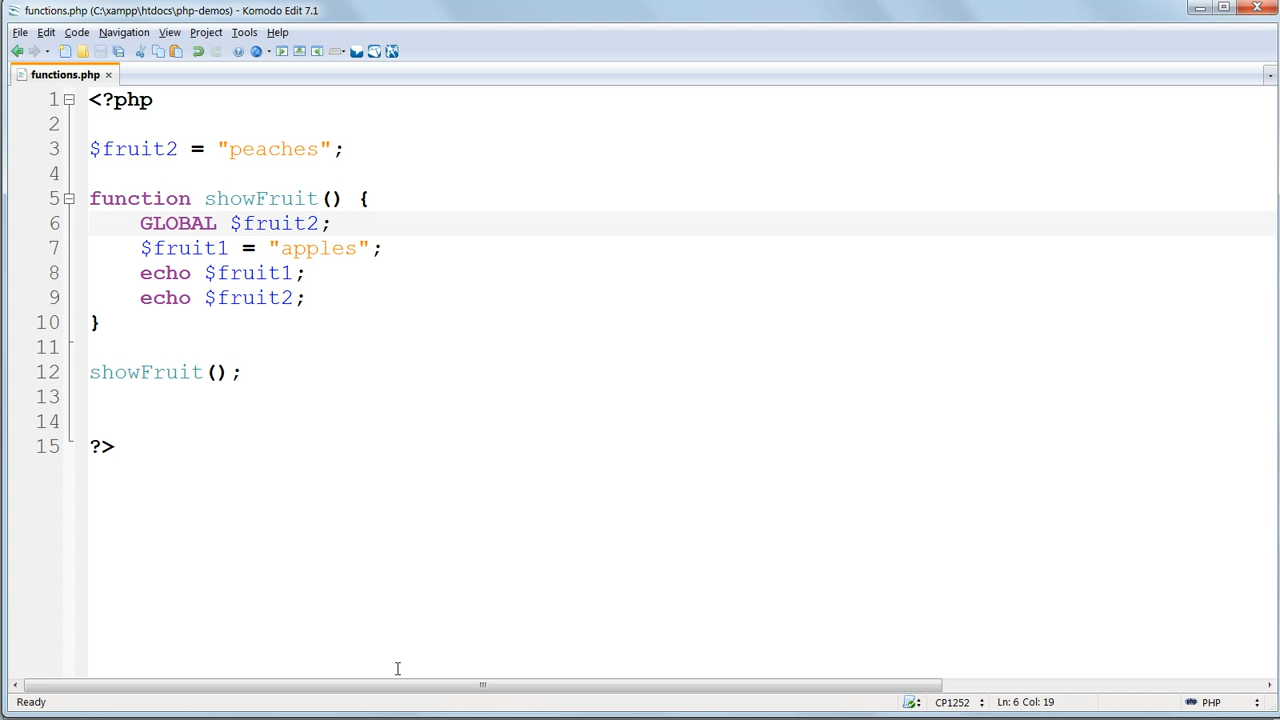 functions.php (C:\xampp\htdocs\php-demos) - Komodo Edit 7.1
File Edit Code Navigation View Project Tools Help
functions.php
1 <?php
2
3 $fruit2 = "peaches";
4
5 function showFruit() {
6 GLOBAL $fruit2;
7 $fruit1 = "apples";
8 echo $fruit1;
9 echo $fruit2;
10 }
11
12 showFruit();
13
14
15 ?>
Ready CP1252 Ln: 6 Col: 19 PHP